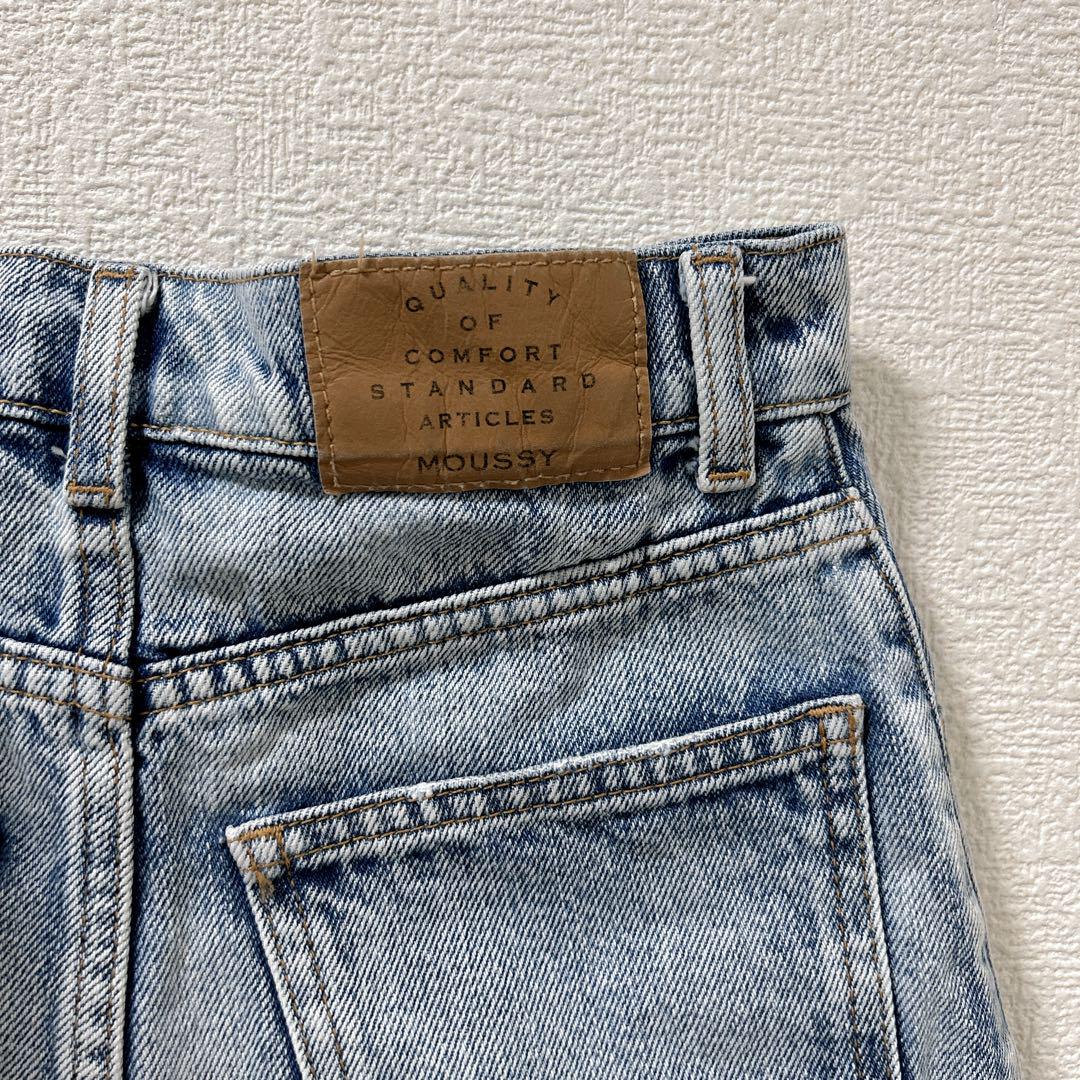 QUALITY
OF
COMFORT
STANDARD
ARTICLES
MOUSSY